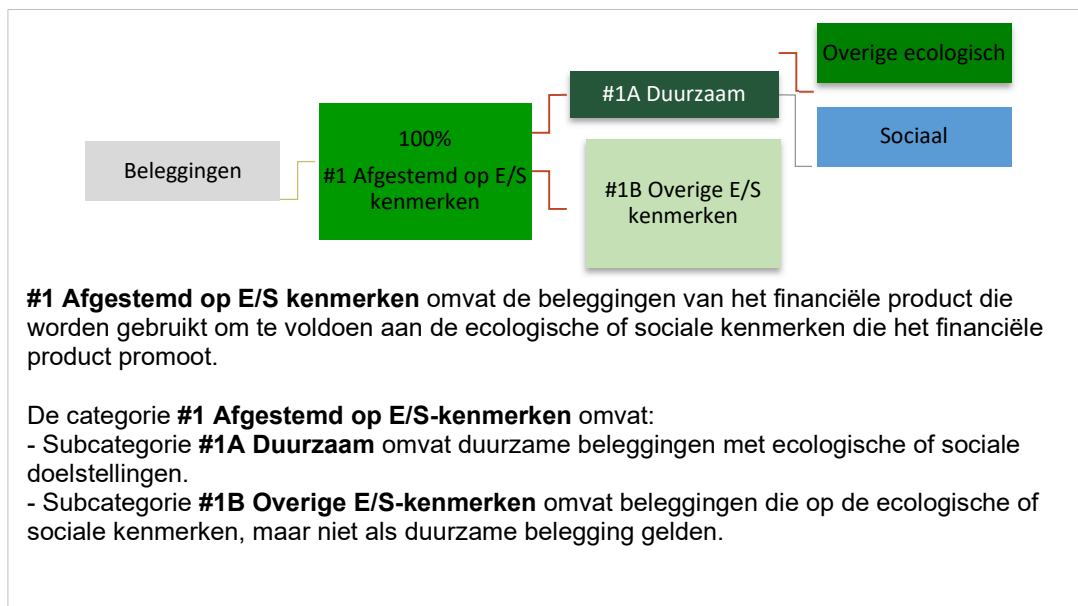 Overige ecologisch
#1A Duurzaam
100%
Sociaal
Beleggingen
#1 Afgestemd op E/S
kenmerken
#1B Overige E/S
kenmerken
#1 Afgestemd op E/S kenmerken omvat de beleggingen van het financiële product die
worden gebruikt om te voldoen aan de ecologische of sociale kenmerken die het financiële
product promoot.
De categorie #1 Afgestemd op E/S-kenmerken omvat:
- Subcategorie #1A Duurzaam omvat duurzame beleggingen met ecologische of sociale
doelstellingen.
- Subcategorie #1B Overige E/S-kenmerken omvat beleggingen die op de ecologische of
sociale kenmerken, maar niet als duurzame belegging gelden.